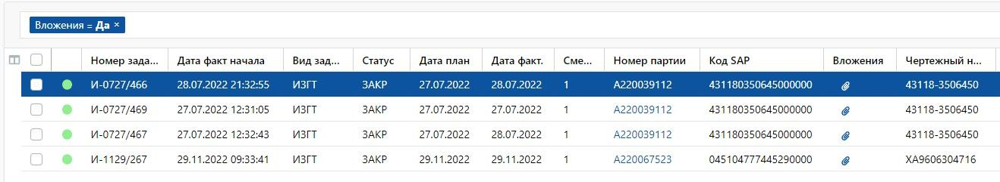 Вложения = Да ×
Номер зада... Дата факт начала Вид зад... Статус Дата план Дата факт. Сме... Номер партии Код SAP Вложения Чертежный н...
И-0727/466 28.07.2022 21:32:55 ИЗГТ ЗАКР 27.07.2022 28.07.2022 1 А220039112 431180350645000000 43118-3506450
И-0727/469 27.07.2022 12:31:05 ИЗГТ ЗАКР 27.07.2022 27.07.2022 1 А220039112 431180350645000000 43118-3506450
И-0727/467 27.07.2022 12:32:43 ИЗГТ ЗАКР 27.07.2022 28.07.2022 1 А220039112 431180350645000000 43118-3506450
И-1129/267 29.11.2022 09:33:41 ИЗГТ ЗАКР 29.11.2022 29.11.2022 1 А220067523 045104777445290000 ХА9606304716